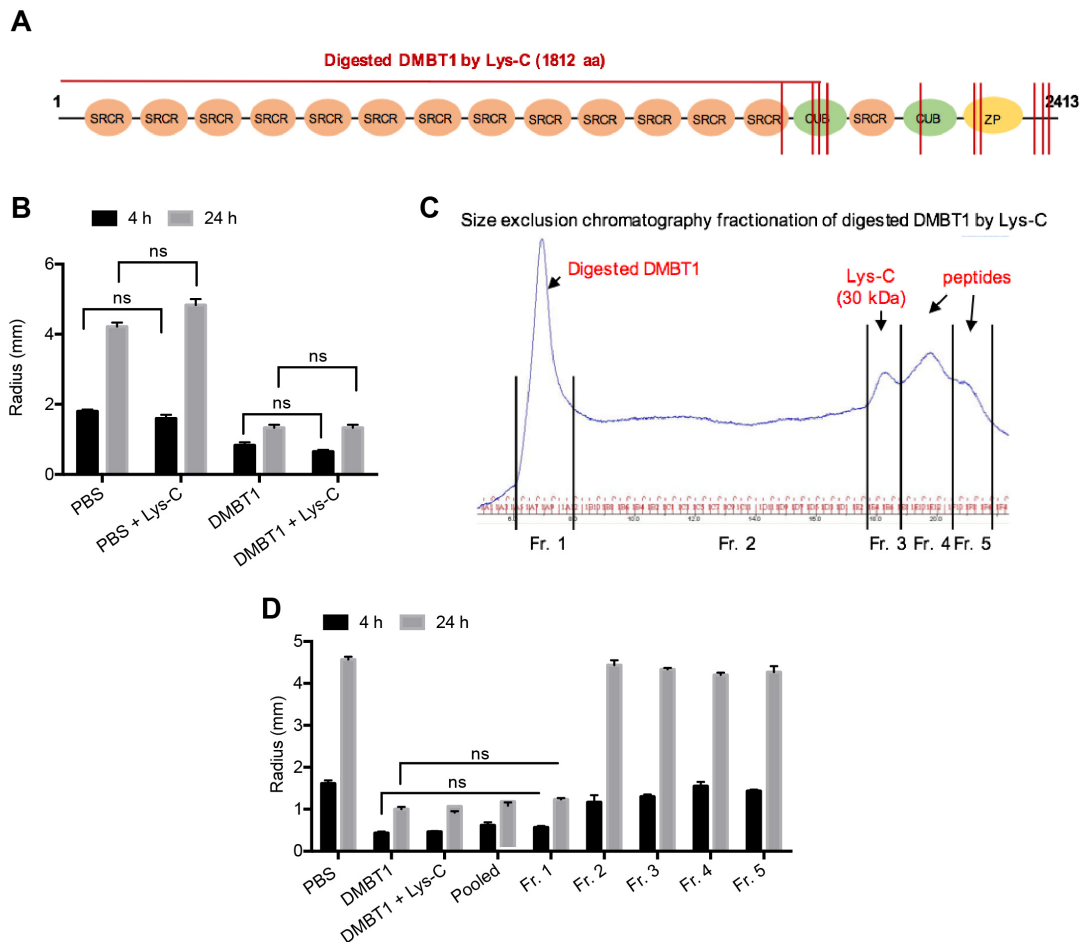 A
Digested DMBT1 by Lys-C (1812 aa)
1
2413
SRCR SRCR SRCR SRCR SRCR SRCR SRCR SRCR SRCR SRCR SRCR SRCR SRCR CUB SRCR CUB ZP
B
4 h 24 h
Radius (mm)
6
4
2
0
ns
ns
ns
ns
PBS
PBS + Lys-C
DMBT1
DMBT1 + Lys-C
C
Size exclusion chromatography fractionation of digested DMBT1 by Lys-C
Digested DMBT1
Lys-C
(30 kDa)
peptides
Fr. 1 Fr. 2 Fr. 3 Fr. 4 Fr. 5
D
4 h 24 h
Radius (mm)
5
4
3
2
1
0
ns
ns
PBS
DMBT1
DMBT1 + Lys-C
Pooled
Fr. 1
Fr. 2
Fr. 3
Fr. 4
Fr. 5